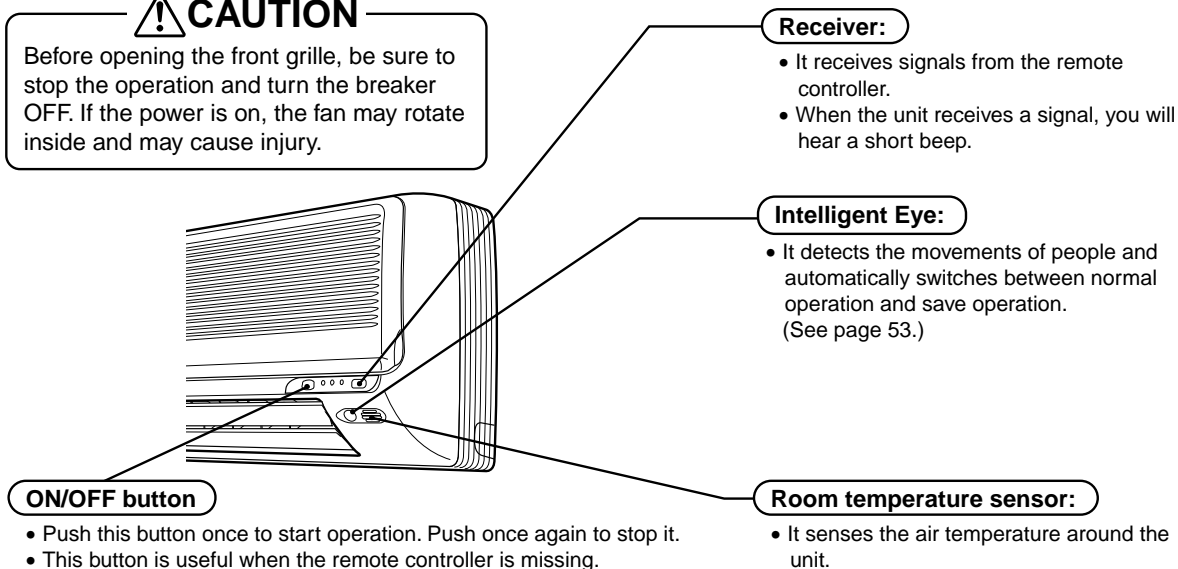 CAUTION
Before opening the front grille, be sure to
stop the operation and turn the breaker
OFF. If the power is on, the fan may rotate
inside and may cause injury.
Receiver:
• It receives signals from the remote
controller.
• When the unit receives a signal, you will
hear a short beep.
Intelligent Eye:
• It detects the movements of people and
automatically switches between normal
operation and save operation.
(See page 53.)
ON/OFF button
• Push this button once to start operation. Push once again to stop it.
• This button is useful when the remote controller is missing.
Room temperature sensor:
• It senses the air temperature around the
unit.